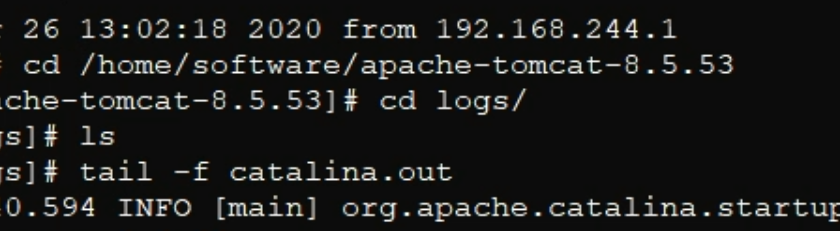 r 26 13:02:18 2020 from 192.168.244.1
cd /home/software/apache-tomcat-8.5.53
che-tomcat-8.5.53]# cd logs/
gs]# ls
gs]# tail -f catalina.out
0.594 INFO [main] org.apache.catalina.startup